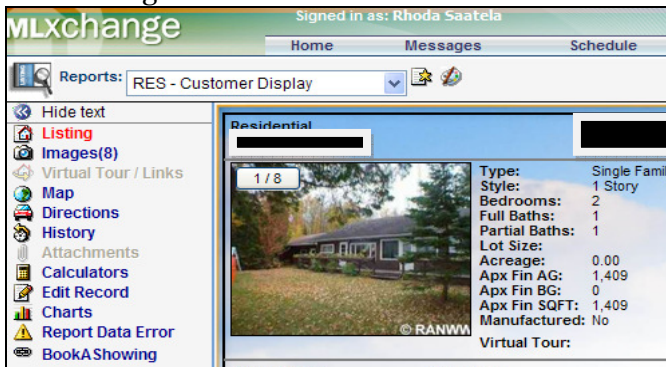 MLXchange
Signed in as: Rhoda Saatela
Home Messages Schedule
Reports: RES - Customer Display
Hide text
Listing
Images(8)
Virtual Tour / Links
Map
Directions
History
Attachments
Calculators
Edit Record
Charts
Report Data Error
BookAShowing
Residential
1 / 8
© RANWW
Type: Single Fami
Style: 1 Story
Bedrooms: 2
Full Baths: 1
Partial Baths: 1
Lot Size:
Acreage: 0.00
Apx Fin AG: 1,409
Apx Fin BG: 0
Apx Fin SQFT: 1,409
Manufactured: No
Virtual Tour: